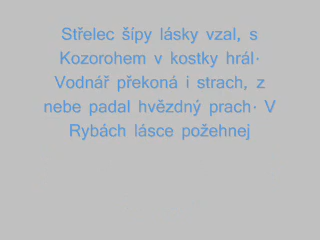 Střelec šípy lásky vzal, s
Kozorohem v kostky hrál.
Vodnář překoná i strach, z
nebe padal hvězdný prach. V
Rybách lásce požehnej